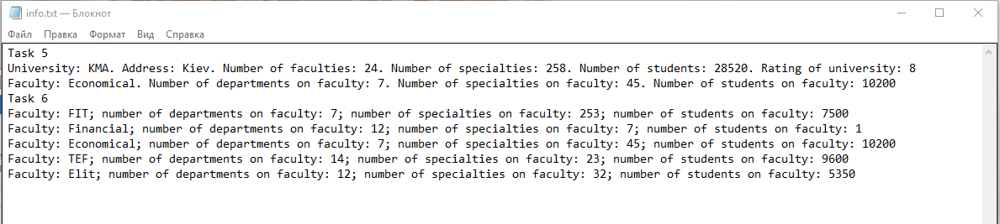 info.txt — Блокнот
Файл Правка Формат Вид Справка
Task 5
University: KMA. Address: Kiev. Number of faculties: 24. Number of specialties: 258. Number of students: 28520. Rating of university: 8
Faculty: Economical. Number of departments on faculty: 7. Number of specialties on faculty: 45. Number of students on faculty: 10200
Task 6
Faculty: FIT; number of departments on faculty: 7; number of specialties on faculty: 253; number of students on faculty: 7500
Faculty: Financial; number of departments on faculty: 12; number of specialties on faculty: 7; number of students on faculty: 1
Faculty: Economical; number of departments on faculty: 7; number of specialties on faculty: 45; number of students on faculty: 10200
Faculty: TEF; number of departments on faculty: 14; number of specialties on faculty: 23; number of students on faculty: 9600
Faculty: Elit; number of departments on faculty: 12; number of specialties on faculty: 32; number of students on faculty: 5350